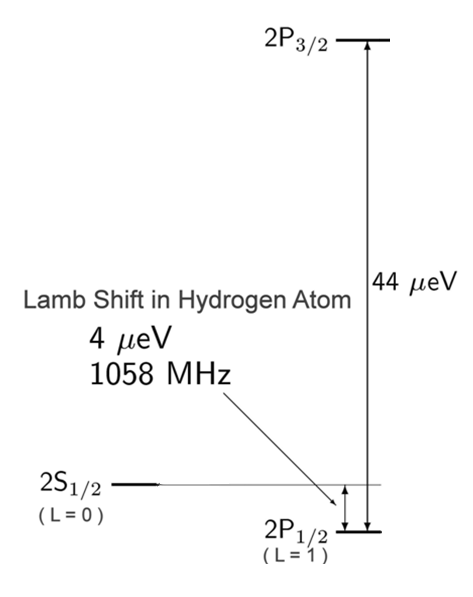 2P₃/₂
44 μeV
Lamb Shift in Hydrogen Atom
4 μeV
1058 MHz
2S₁/₂
( L = 0 )
2P₁/₂
( L = 1 )